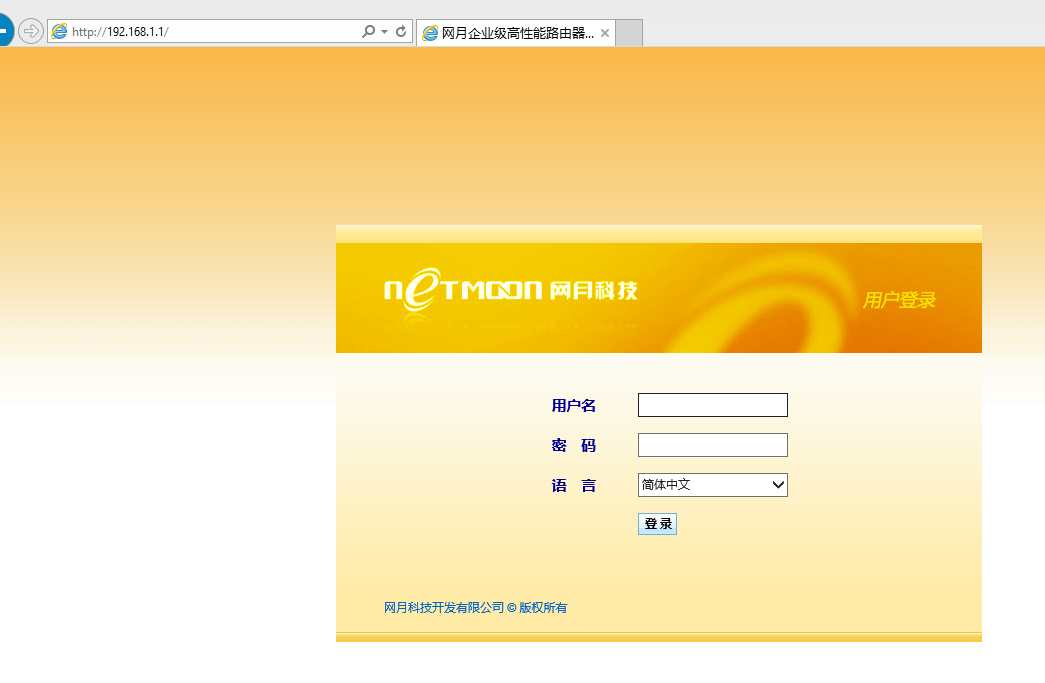 http://192.168.1.1/
网月企业级高性能路由器...
netmoon 网月科技
用户登录
用户名
密 码
语 言
简体中文
登录
网月科技开发有限公司 © 版权所有